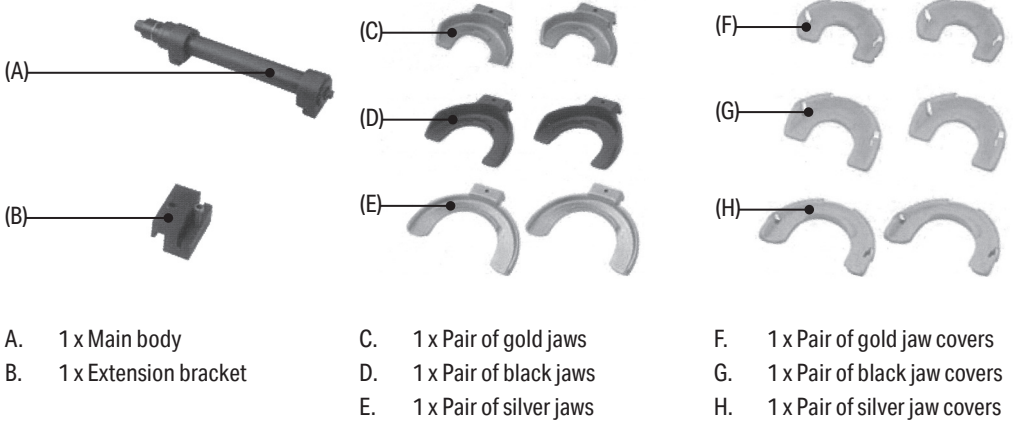 (A)
(B)
(C)
(D)
(E)
(F)
(G)
(H)
A. 1 x Main body
B. 1 x Extension bracket
C. 1 x Pair of gold jaws
D. 1 x Pair of black jaws
E. 1 x Pair of silver jaws
F. 1 x Pair of gold jaw covers
G. 1 x Pair of black jaw covers
H. 1 x Pair of silver jaw covers